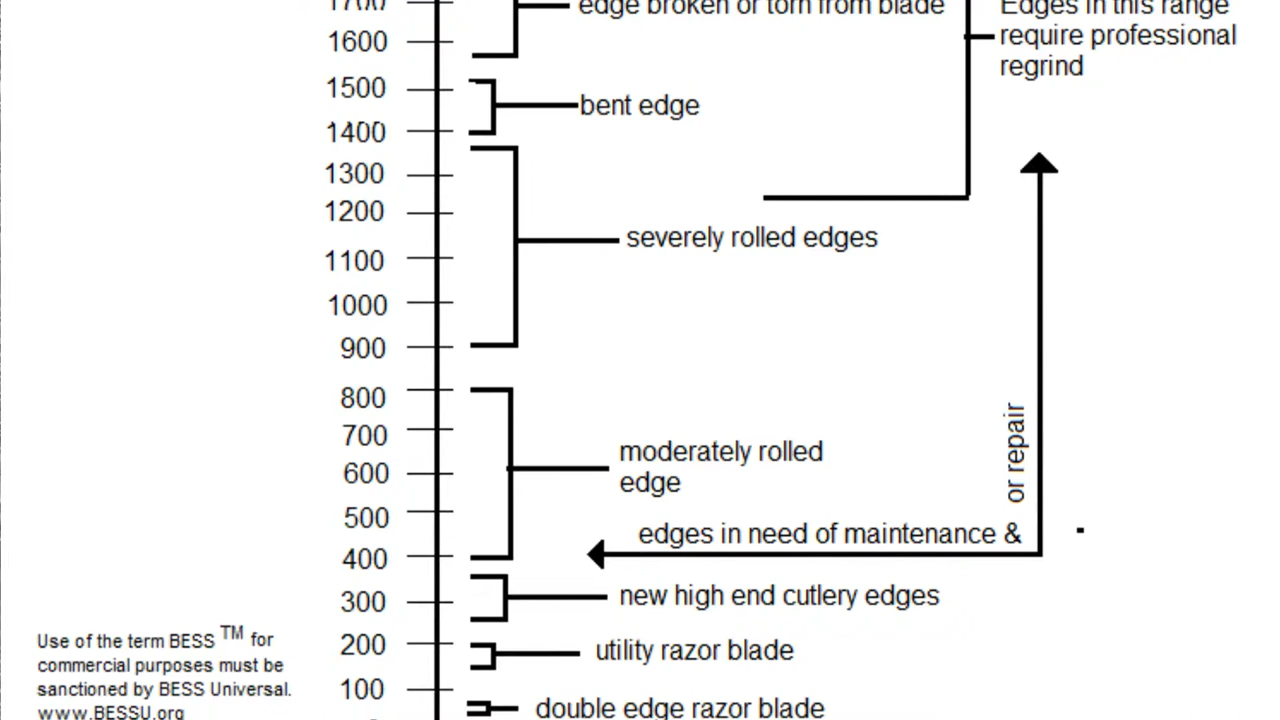 1700
edge broken or torn from blade
Edges in this range
require professional
regrind
1600
1500
bent edge
1400
1300
1200
severely rolled edges
1100
1000
900
800
700
moderately rolled
edge
600
500
or repair
edges in need of maintenance &
400
300
new high end cutlery edges
200
utility razor blade
100
double edge razor blade
Use of the term BESS TM for
commercial purposes must be
sanctioned by BESS Universal.
www.BESSU.org